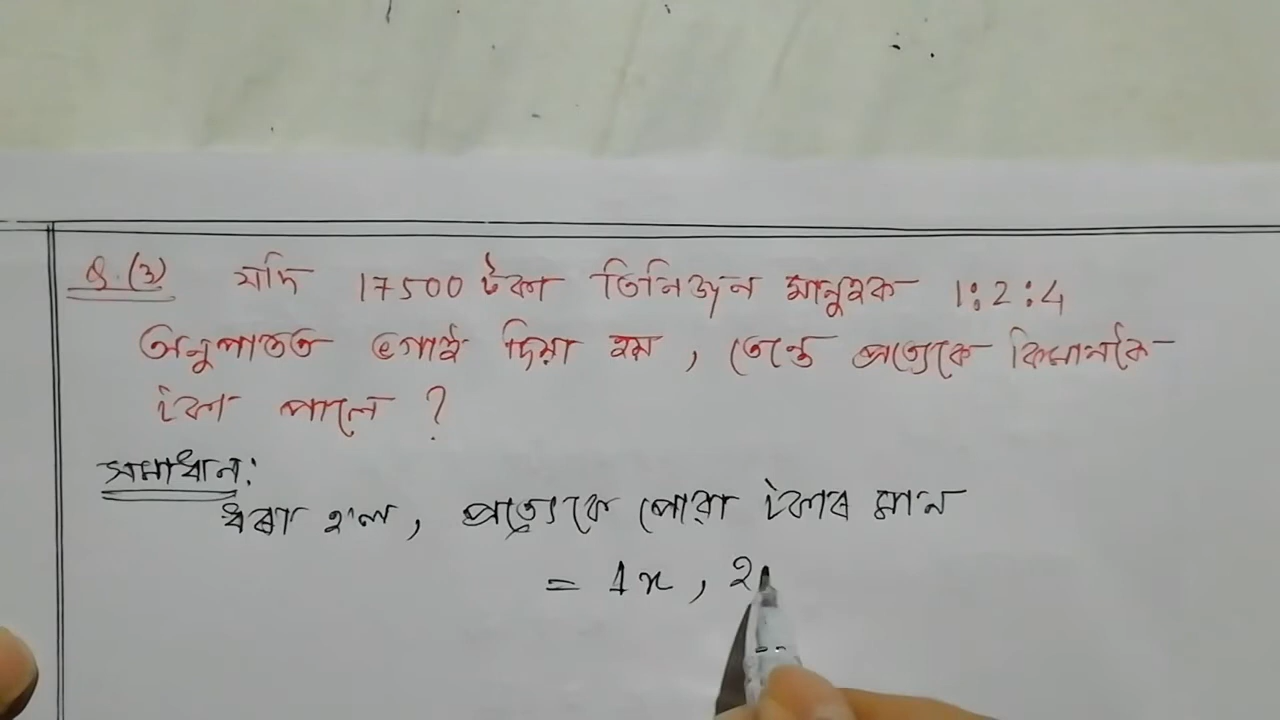 Q.(3) যদি 17500 টকা তিনিজন মানুহক 1:2:4
অনুপাতত ভগাই দিয়া হয়, তেন্তে প্ৰত্যেকে কিমানকৈ
টকা পালে ?
সমাধান:
ধৰা হ'ল, প্ৰত্যেকে পোৱা টকাৰ মান
= 1x, 2